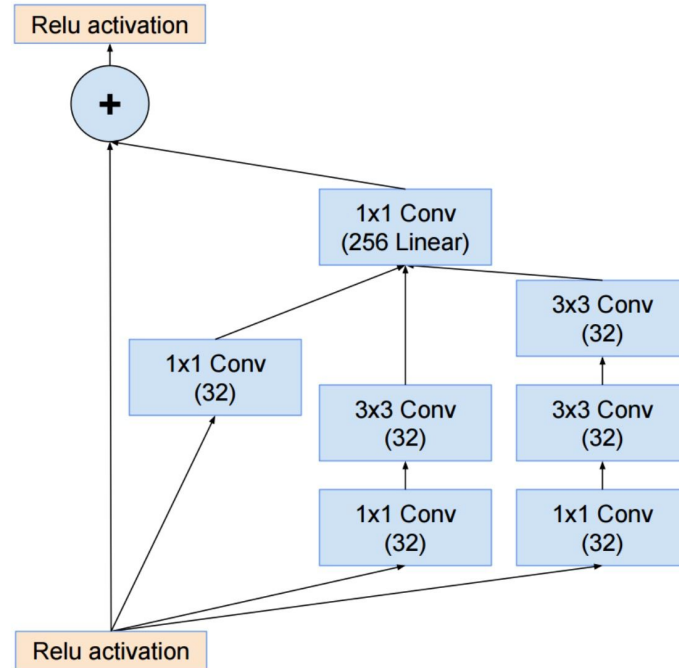 Relu activation
+
1x1 Conv
(256 Linear)
3x3 Conv
(32)
1x1 Conv
(32)
3x3 Conv
(32)
3x3 Conv
(32)
1x1 Conv
(32)
1x1 Conv
(32)
Relu activation